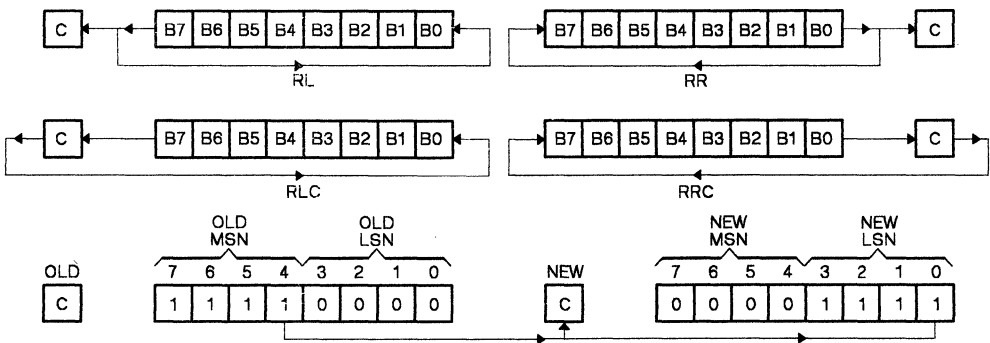 C B7 B6 B5 B4 B3 B2 B1 B0 B7 B6 B5 B4 B3 B2 B1 B0 C
RL RR
C B7 B6 B5 B4 B3 B2 B1 B0 B7 B6 B5 B4 B3 B2 B1 B0 C
RLC RRC
OLD OLD NEW NEW
MSN LSN MSN LSN
OLD 7 6 5 4 3 2 1 0 NEW 7 6 5 4 3 2 1 0
C 1 1 1 1 0 0 0 0 C 0 0 0 0 1 1 1 1